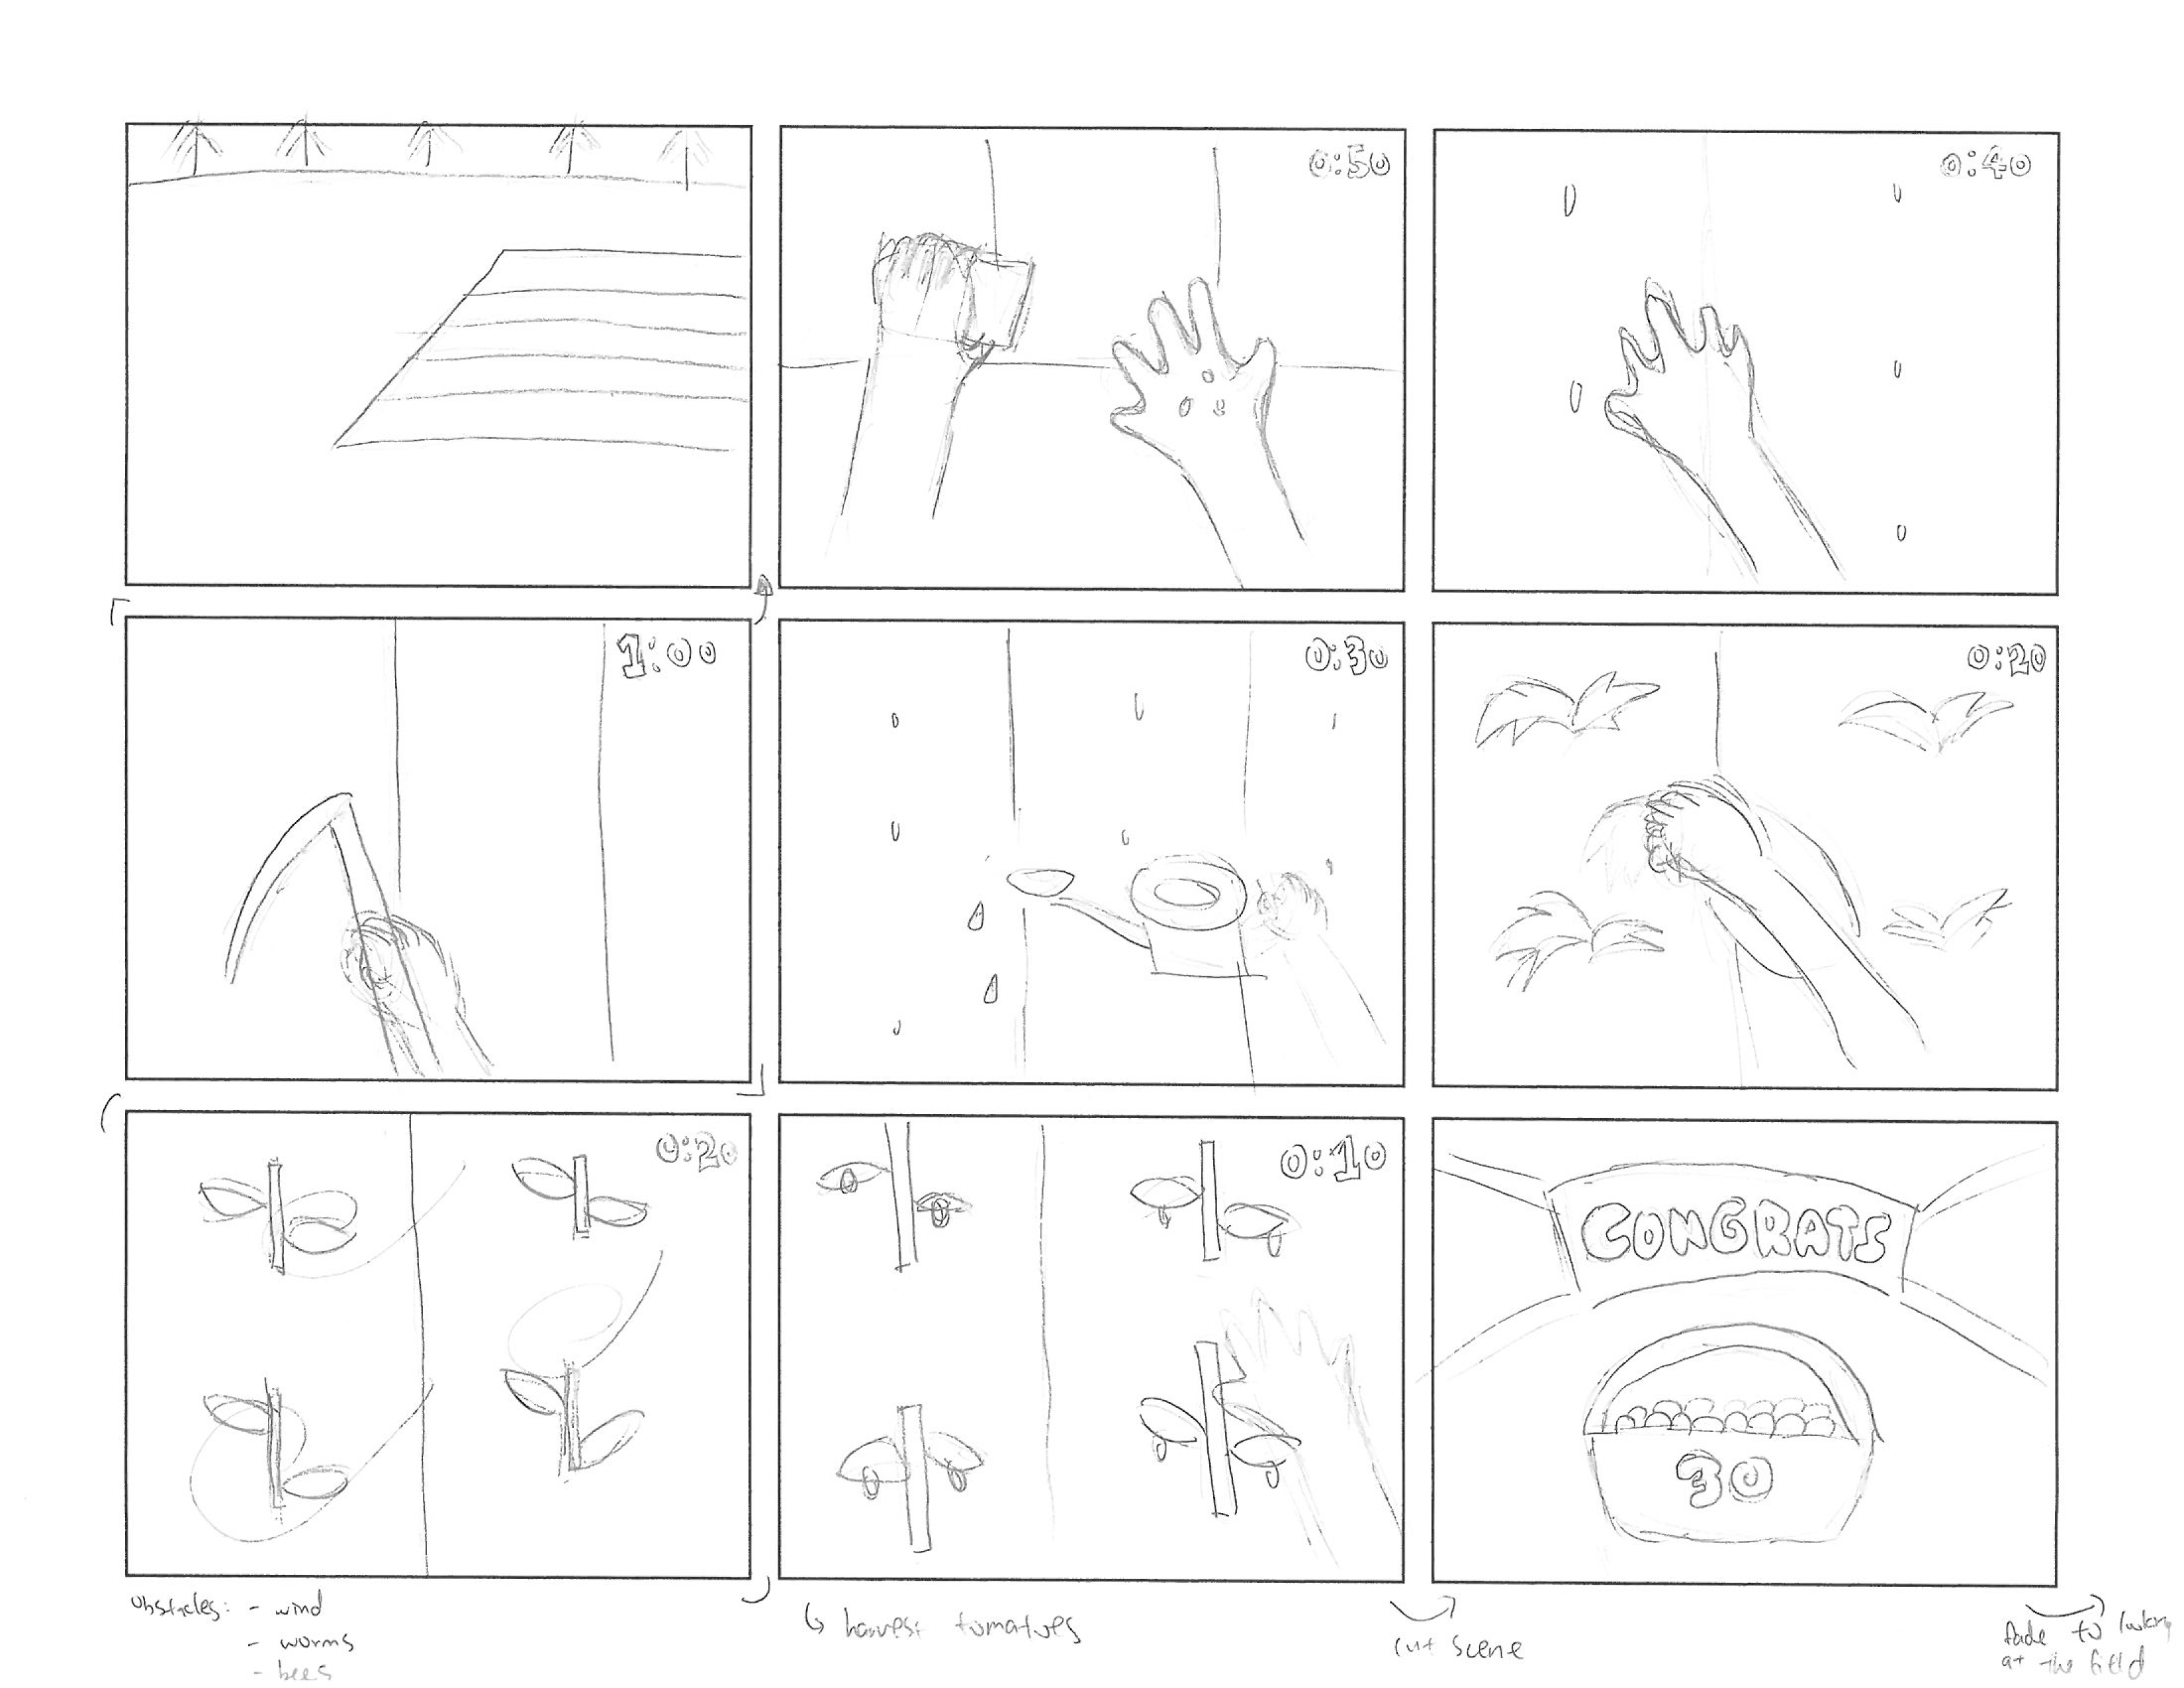 0:50
0:40
1:00
0:30
0:20
0:20
0:10
CONGRATS
30
Obstacles: - wind
- worms
- bees
harvest tomatoes
cut scene
fade to looking
at the field